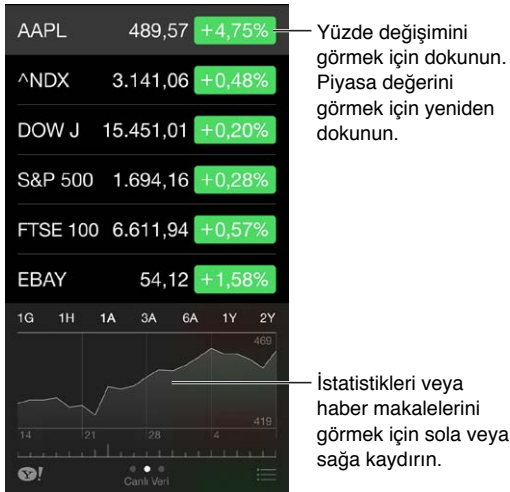 AAPL 489,57 +4,75%
^NDX 3.141,06 +0,48%
DOW J 15.451,01 +0,20%
S&P 500 1.694,16 +0,28%
FTSE 100 6.611,94 +0,57%
EBAY 54,12 +1,58%
1G 1H 1A 3A 6A 1Y 2Y
469
419
14 21 28 4
Y!
Canlı Veri
Yüzde değişimini
görmek için dokunun.
Piyasa değerini
görmek için yeniden
dokunun.
İstatistikleri veya
haber makalelerini
görmek için sola veya
sağa kaydırın.